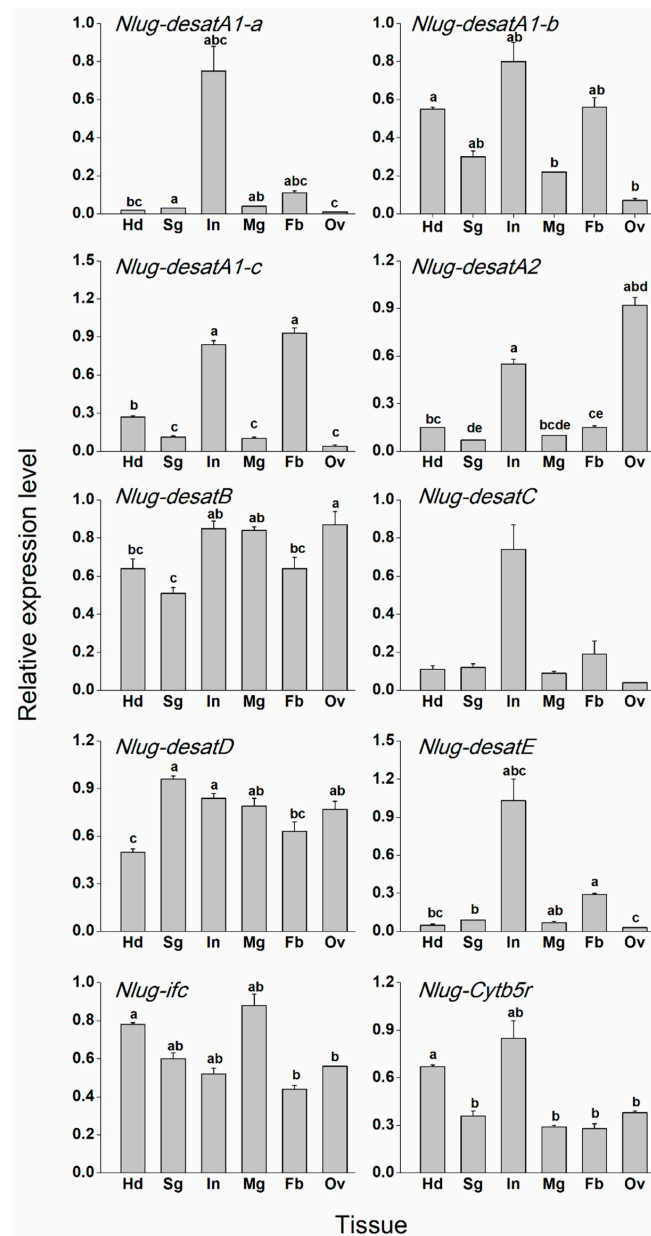 Relative expression level
Nlug-desatA1-a
1.0
0.8
0.6
0.4
0.2
0.0
bc a abc ab abc c
Hd Sg In Mg Fb Ov
Nlug-desatA1-b
1.0
0.8
0.6
0.4
0.2
0.0
a ab ab b ab b
Hd Sg In Mg Fb Ov
Nlug-desatA1-c
1.5
1.2
0.9
0.6
0.3
0.0
b c a c a c
Hd Sg In Mg Fb Ov
Nlug-desatA2
1.2
0.9
0.6
0.3
0.0
bc de a bcde ce abd
Hd Sg In Mg Fb Ov
Nlug-desatB
1.0
0.8
0.6
0.4
0.2
0.0
bc c ab ab bc a
Hd Sg In Mg Fb Ov
Nlug-desatC
1.0
0.8
0.6
0.4
0.2
0.0
Hd Sg In Mg Fb Ov
Nlug-desatD
1.2
0.9
0.6
0.3
0.0
c a a ab bc ab
Hd Sg In Mg Fb Ov
Nlug-desatE
1.5
1.2
0.9
0.6
0.3
0.0
bc b abc ab a c
Hd Sg In Mg Fb Ov
Nlug-ifc
1.0
0.8
0.6
0.4
0.2
0.0
a ab ab ab b b
Hd Sg In Mg Fb Ov
Nlug-Cytb5r
1.2
0.9
0.6
0.3
0.0
a b ab b b b
Hd Sg In Mg Fb Ov
Tissue